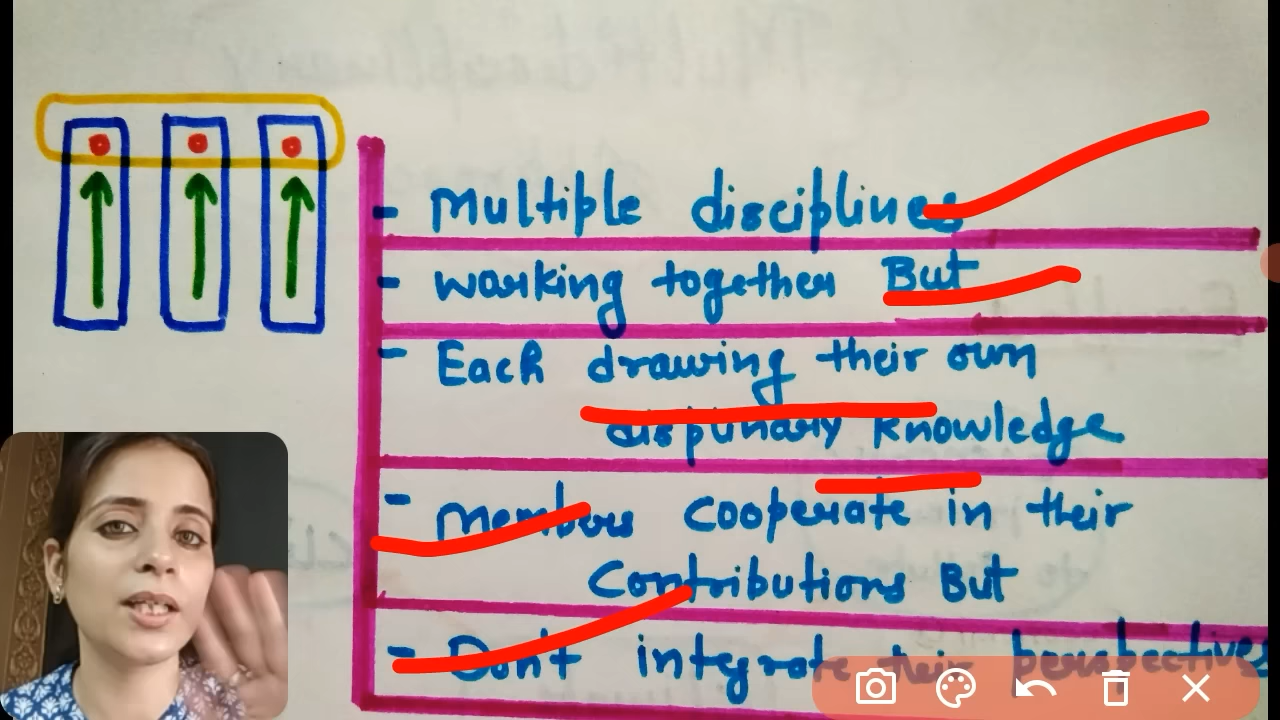 - Multiple disciplines
- working together But
- Each drawing their own
displinary knowledge
- Members cooperate in their
Contributions But
- Don't integrate their perspectives